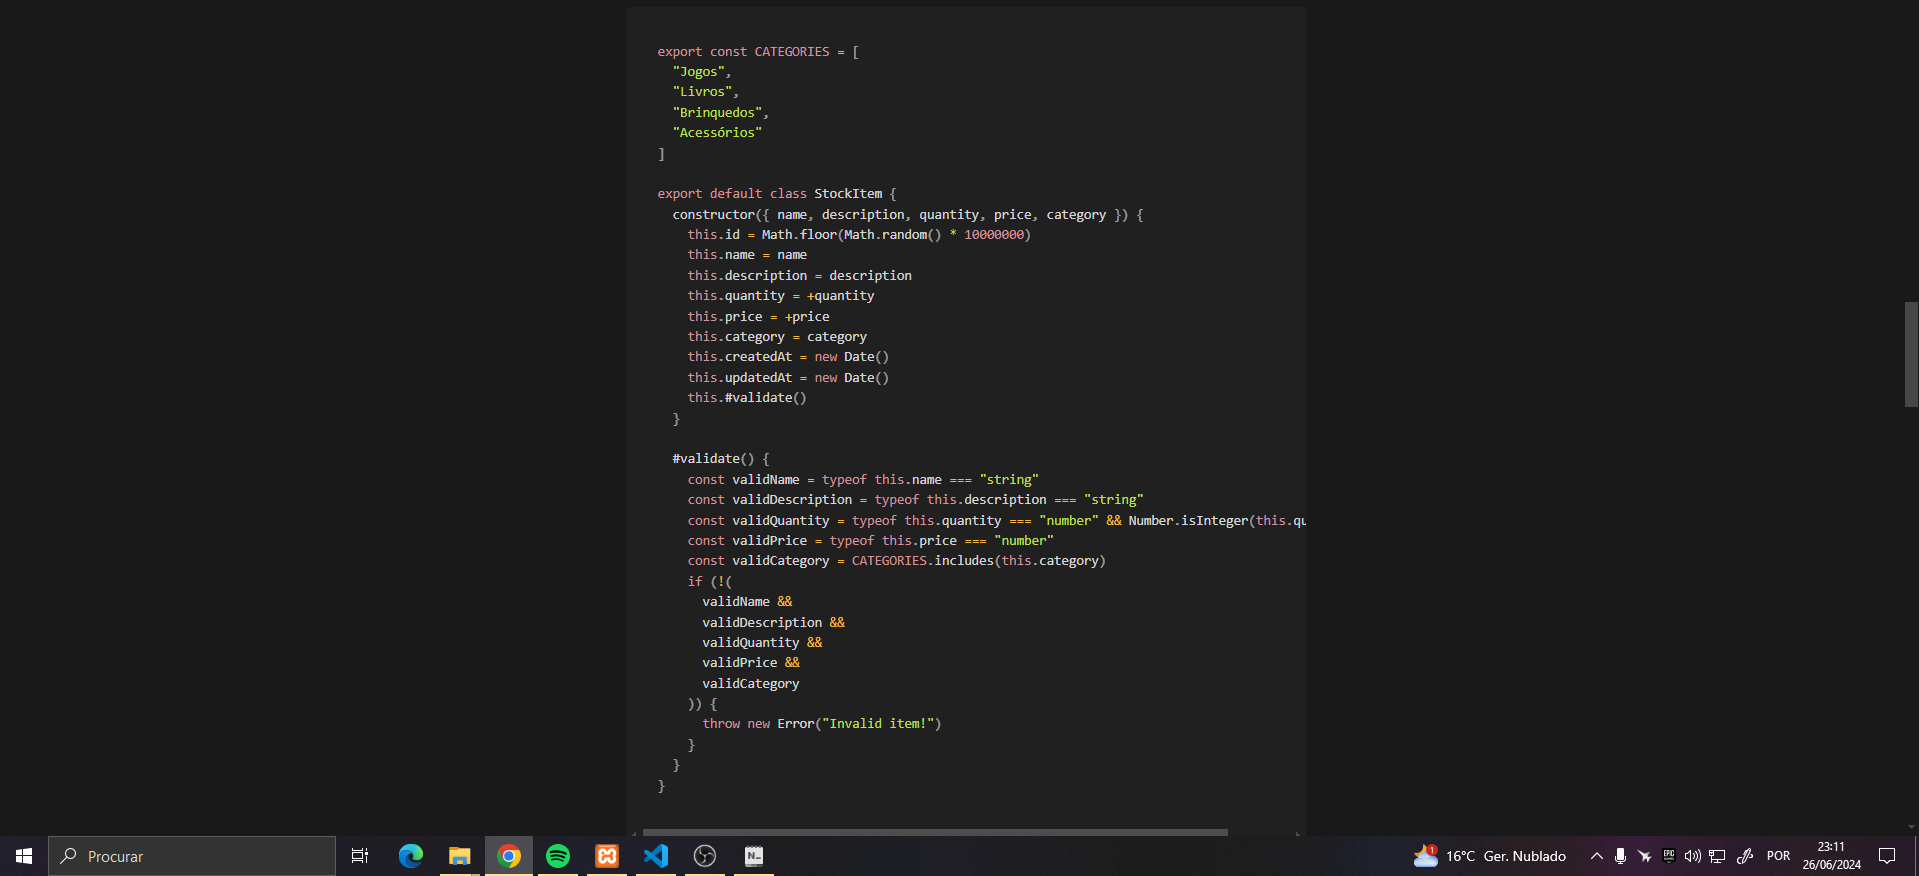 export const CATEGORIES = [
  "Jogos",
  "Livros",
  "Brinquedos",
  "Acessórios"
]
export default class StockItem {
  constructor({ name, description, quantity, price, category }) {
    this.id = Math.floor(Math.random() * 10000000)
    this.name = name
    this.description = description
    this.quantity = +quantity
    this.price = +price
    this.category = category
    this.createdAt = new Date()
    this.updatedAt = new Date()
    this.#validate()
  }
  #validate() {
    const validName = typeof this.name === "string"
    const validDescription = typeof this.description === "string"
    const validQuantity = typeof this.quantity === "number" && Number.isInteger(this.qu
    const validPrice = typeof this.price === "number"
    const validCategory = CATEGORIES.includes(this.category)
    if (!(
      validName &&
      validDescription &&
      validQuantity &&
      validPrice &&
      validCategory
    )) {
      throw new Error("Invalid item!")
    }
  }
}
Procurar
1
16°C Ger. Nublado
EPIC
POR
23:11
26/06/2024